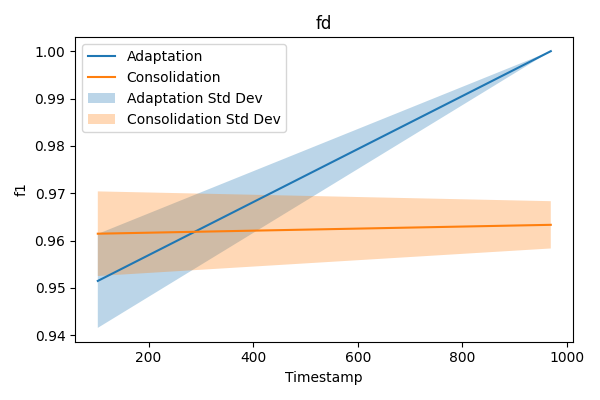 fd
Adaptation
Consolidation
Adaptation Std Dev
Consolidation Std Dev
1.00
0.99
0.98
0.97
0.96
0.95
0.94
f1
200 400 600 800 1000
Timestamp